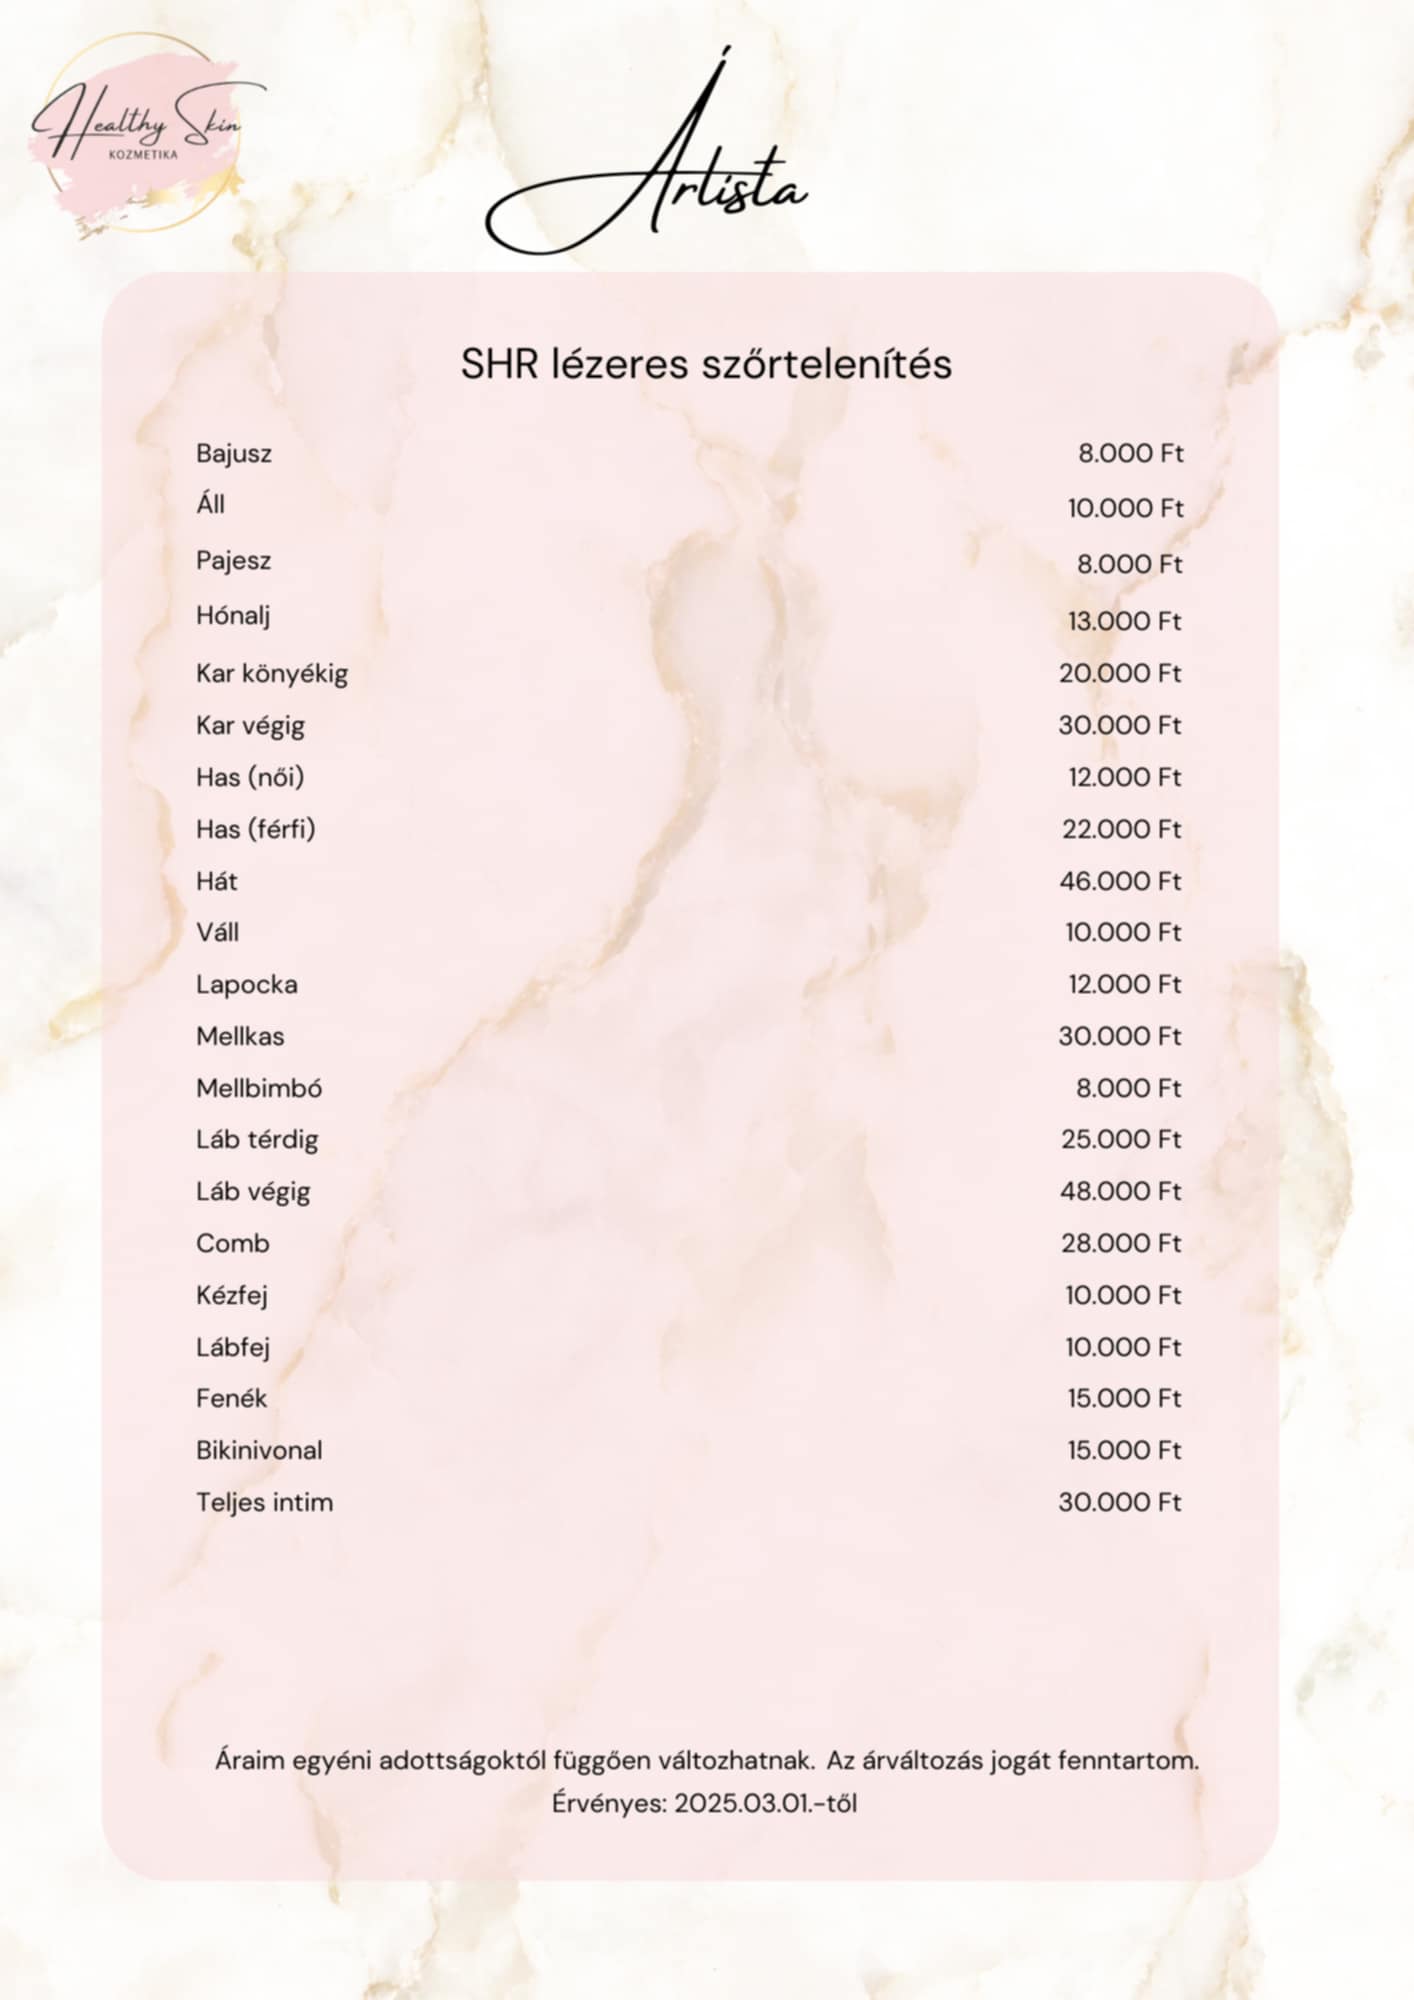 Healthy Skin
KOZMETIKA
Árlista
SHR lézeres szőrtelenítés
Bajusz 8.000 Ft
Áll 10.000 Ft
Pajesz 8.000 Ft
Hónalj 13.000 Ft
Kar könyékig 20.000 Ft
Kar végig 30.000 Ft
Has (női) 12.000 Ft
Has (férfi) 22.000 Ft
Hát 46.000 Ft
Váll 10.000 Ft
Lapocka 12.000 Ft
Mellkas 30.000 Ft
Mellbimbó 8.000 Ft
Láb térdig 25.000 Ft
Láb végig 48.000 Ft
Comb 28.000 Ft
Kézfej 10.000 Ft
Lábfej 10.000 Ft
Fenék 15.000 Ft
Bikinivonal 15.000 Ft
Teljes intim 30.000 Ft
Áraim egyéni adottságoktól függően változhatnak. Az árváltozás jogát fenntartom.
Érvényes: 2025.03.01.-től